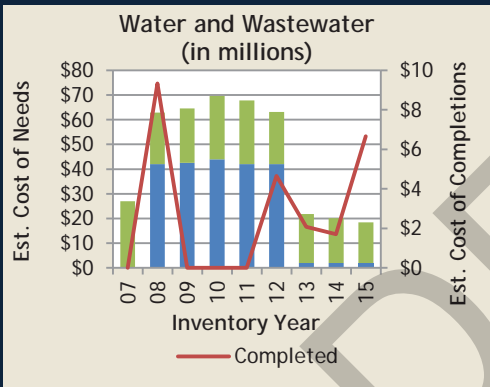 Water and Wastewater
(in millions)
Est. Cost of Needs
$80
$70
$60
$50
$40
$30
$20
$10
$0
$10
$8
$6
$4
$2
$0
Est. Cost of Completions
07 08 09 10 11 12 13 14 15
Inventory Year
Completed